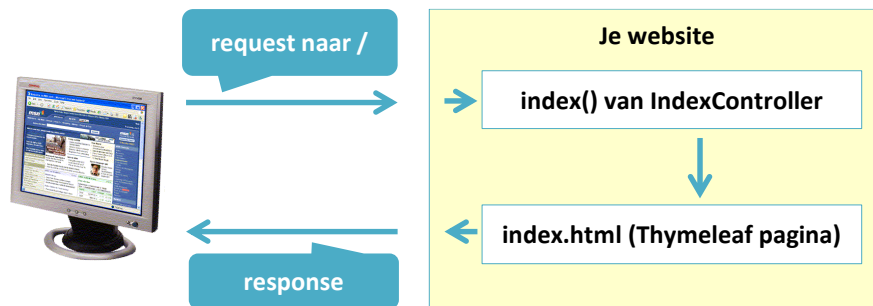 request naar /
Je website
index() van IndexController
index.html (Thymeleaf pagina)
response